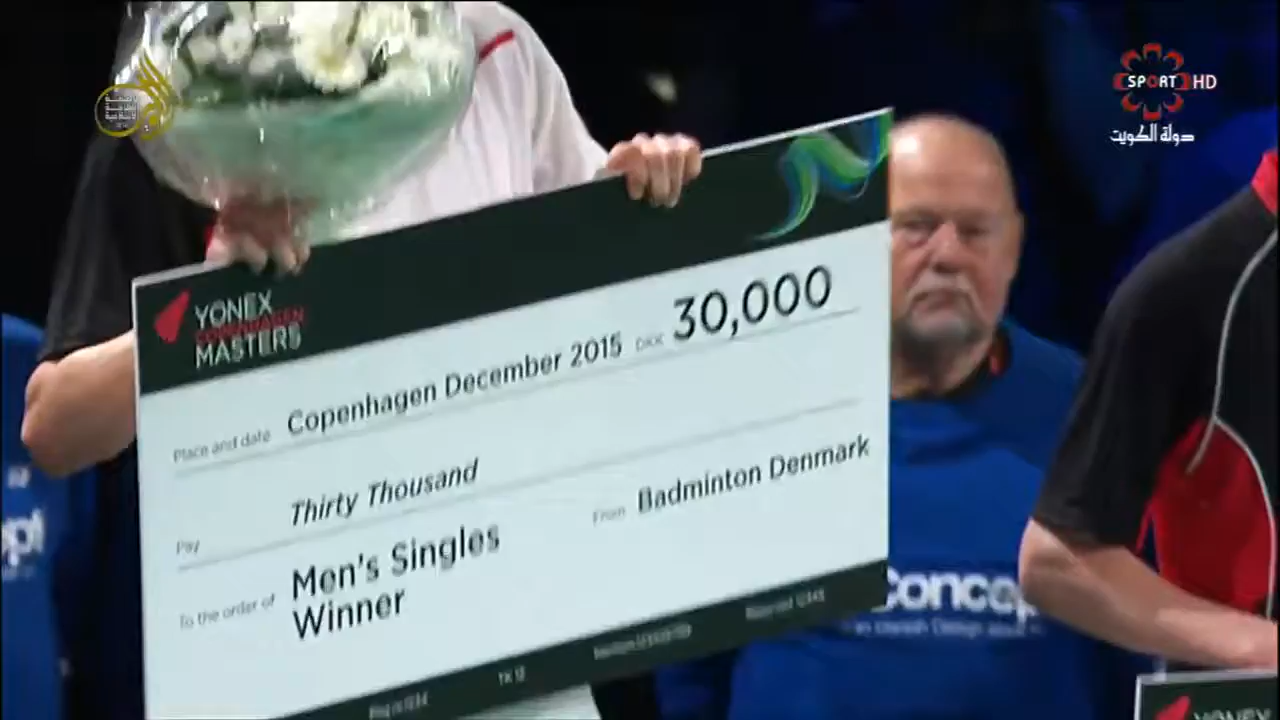 SPORT HD
دولة الكويت
YONEX
COPENHAGEN
MASTERS
Place and date Copenhagen December 2015 DKK 30,000
Pay Thirty Thousand
To the order of Men's Singles Winner
From Badminton Denmark
concep
YONEX